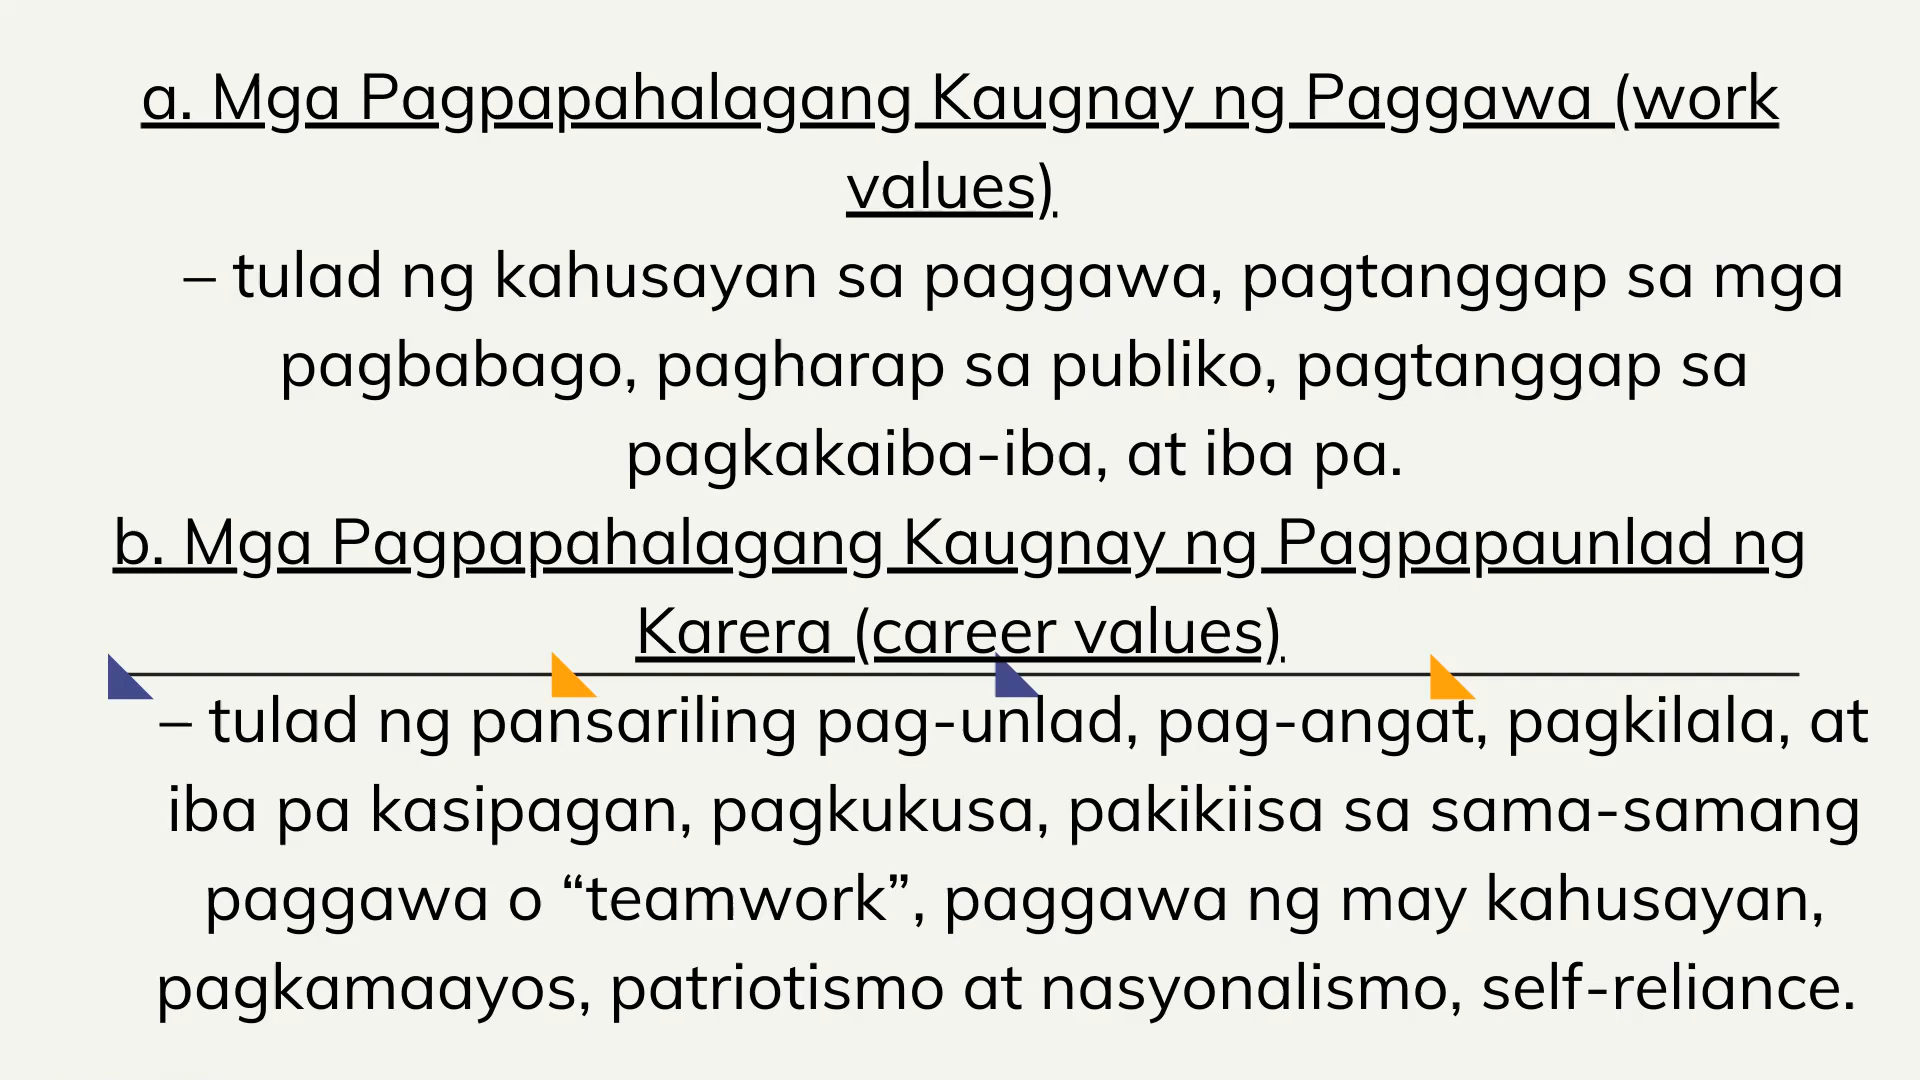 a. Mga Pagpapahalagang Kaugnay ng Paggawa (work
values).
– tulad ng kahusayan sa paggawa, pagtanggap sa mga
pagbabago, pagharap sa publiko, pagtanggap sa
pagkakaiba-iba, at iba pa.
b. Mga Pagpapahalagang Kaugnay ng Pagpapaunlad ng
Karera (career values).
– tulad ng pansariling pag-unlad, pag-angat, pagkilala, at
iba pa kasipagan, pagkukusa, pakikiisa sa sama-samang
paggawa o “teamwork”, paggawa ng may kahusayan,
pagkamaayos, patriotismo at nasyonalismo, self-reliance.